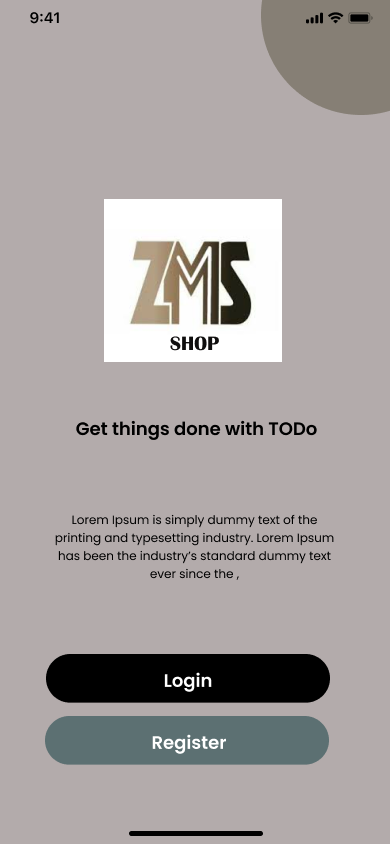 9:41
ZMS
SHOP
Get things done with TODo
Lorem Ipsum is simply dummy text of the
printing and typesetting industry. Lorem Ipsum
has been the industry’s standard dummy text
ever since the ,
Login
Register